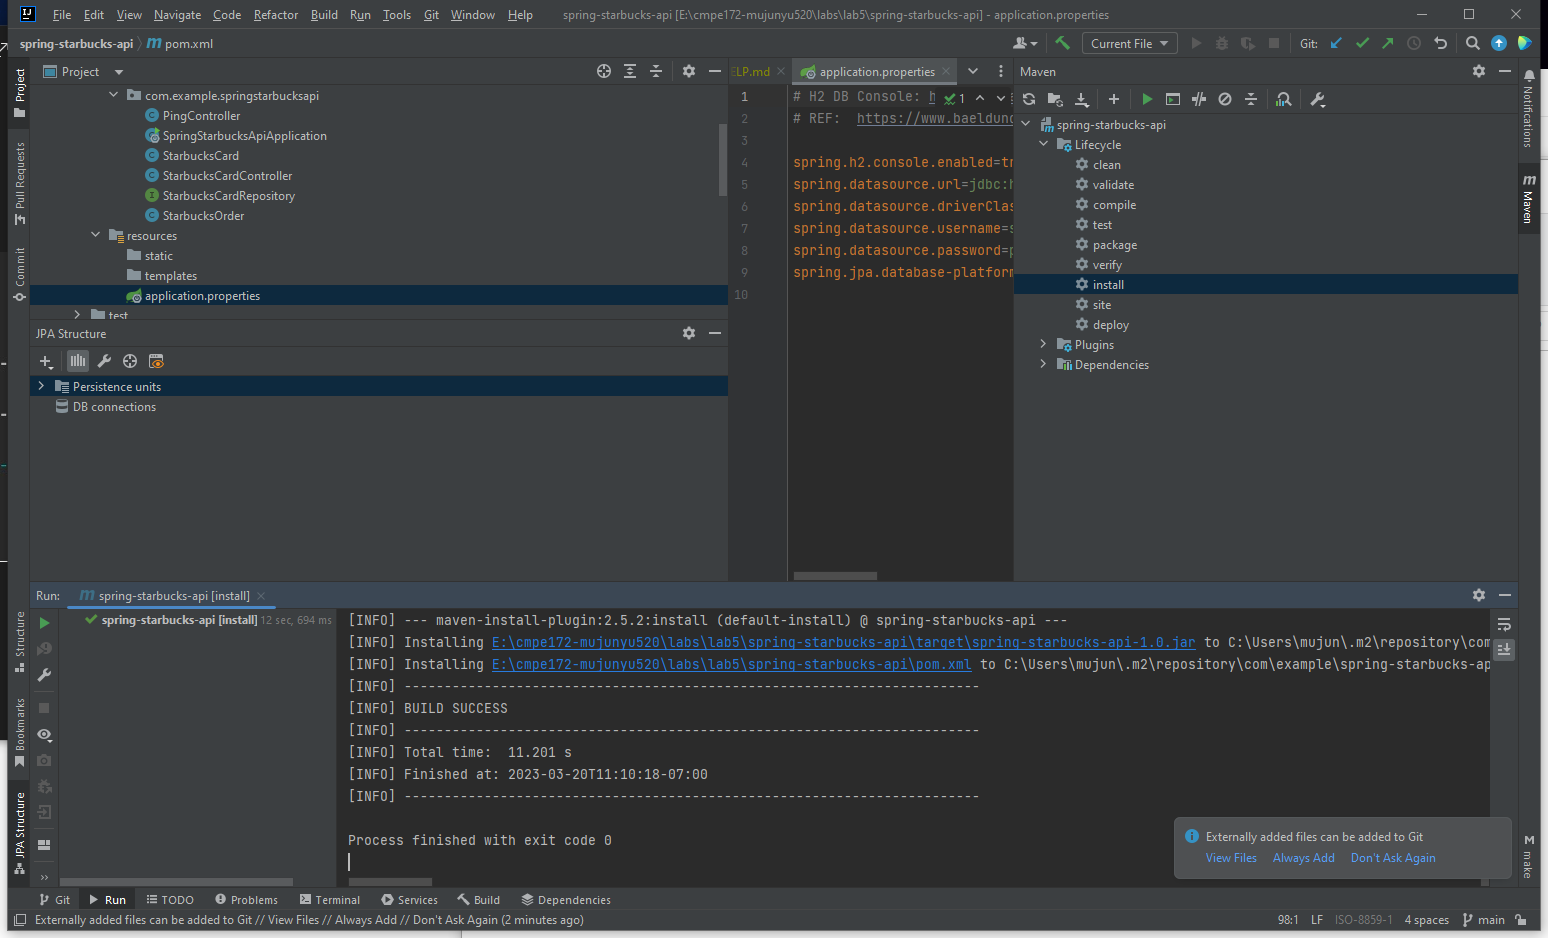 File Edit View Navigate Code Refactor Build Run Tools Git Window Help spring-starbucks-api [E:\cmpe172-mujunyu520\labs\lab5\spring-starbucks-api] - application.properties
spring-starbucks-api pom.xml Current File Git:
Project
com.example.springstarbucksapi
PingController
SpringStarbucksApiApplication
StarbucksCard
StarbucksCardController
StarbucksCardRepository
StarbucksOrder
resources
static
templates
application.properties
test
JPA Structure
Persistence units
DB connections
ELP.md application.properties
1 # H2 DB Console: h 1
2 # REF: https://www.baeldung
3
4 spring.h2.console.enabled=tr
5 spring.datasource.url=jdbc:h
6 spring.datasource.driverClas
7 spring.datasource.username=s
8 spring.datasource.password=p
9 spring.jpa.database-platform
10
Maven
spring-starbucks-api
Lifecycle
clean
validate
compile
test
package
verify
install
site
deploy
Plugins
Dependencies
Project
Pull Requests
Commit
Structure
Bookmarks
JPA Structure
Notifications
Maven
make
Run: spring-starbucks-api [install]
spring-starbucks-api [install] 12 sec, 694 ms
[INFO] --- maven-install-plugin:2.5.2:install (default-install) @ spring-starbucks-api ---
[INFO] Installing E:\cmpe172-mujunyu520\labs\lab5\spring-starbucks-api\target\spring-starbucks-api-1.0.jar to C:\Users\mujun\.m2\repository\com
[INFO] Installing E:\cmpe172-mujunyu520\labs\lab5\spring-starbucks-api\pom.xml to C:\Users\mujun\.m2\repository\com\example\spring-starbucks-ap
[INFO] ------------------------------------------------------------------------
[INFO] BUILD SUCCESS
[INFO] ------------------------------------------------------------------------
[INFO] Total time:  11.201 s
[INFO] Finished at: 2023-03-20T11:10:18-07:00
[INFO] ------------------------------------------------------------------------
Process finished with exit code 0
Externally added files can be added to Git
View Files Always Add Don't Ask Again
Git Run TODO Problems Terminal Services Build Dependencies
Externally added files can be added to Git // View Files // Always Add // Don't Ask Again (2 minutes ago) 98:1 LF ISO-8859-1 4 spaces main